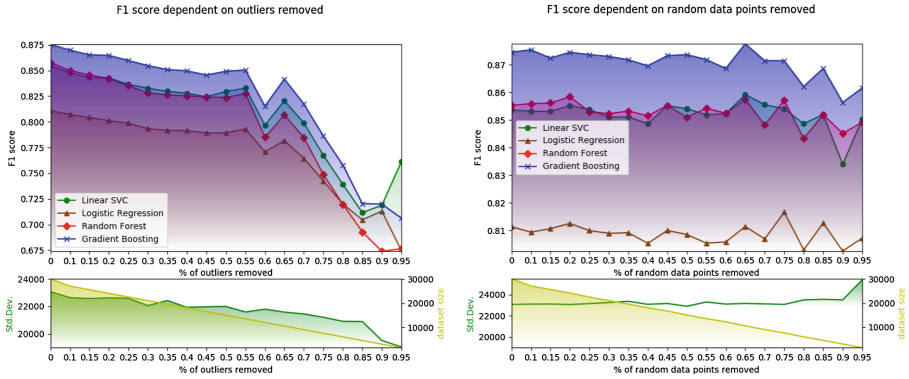 F1 score dependent on outliers removed
F1 score
0.875
0.850
0.825
0.800
0.775
0.750
0.725
0.700
0.675
Linear SVC
Logistic Regression
Random Forest
Gradient Boosting
0 0.1 0.15 0.2 0.25 0.3 0.35 0.4 0.45 0.5 0.55 0.6 0.65 0.7 0.75 0.8 0.85 0.9 0.95
% of outliers removed
Std.Dev.
24000
22000
20000
30000
20000
10000
dataset size
0 0.1 0.15 0.2 0.25 0.3 0.35 0.4 0.45 0.5 0.55 0.6 0.65 0.7 0.75 0.8 0.85 0.9 0.95
% of outliers removed
F1 score dependent on random data points removed
F1 score
0.87
0.86
0.85
0.84
0.83
0.82
0.81
Linear SVC
Logistic Regression
Random Forest
Gradient Boosting
0 0.1 0.15 0.2 0.25 0.3 0.35 0.4 0.45 0.5 0.55 0.6 0.65 0.7 0.75 0.8 0.85 0.9 0.95
% of random data points removed
Std.Dev.
24000
22000
20000
30000
20000
10000
dataset size
0 0.1 0.15 0.2 0.25 0.3 0.35 0.4 0.45 0.5 0.55 0.6 0.65 0.7 0.75 0.8 0.85 0.9 0.95
% of random data points removed